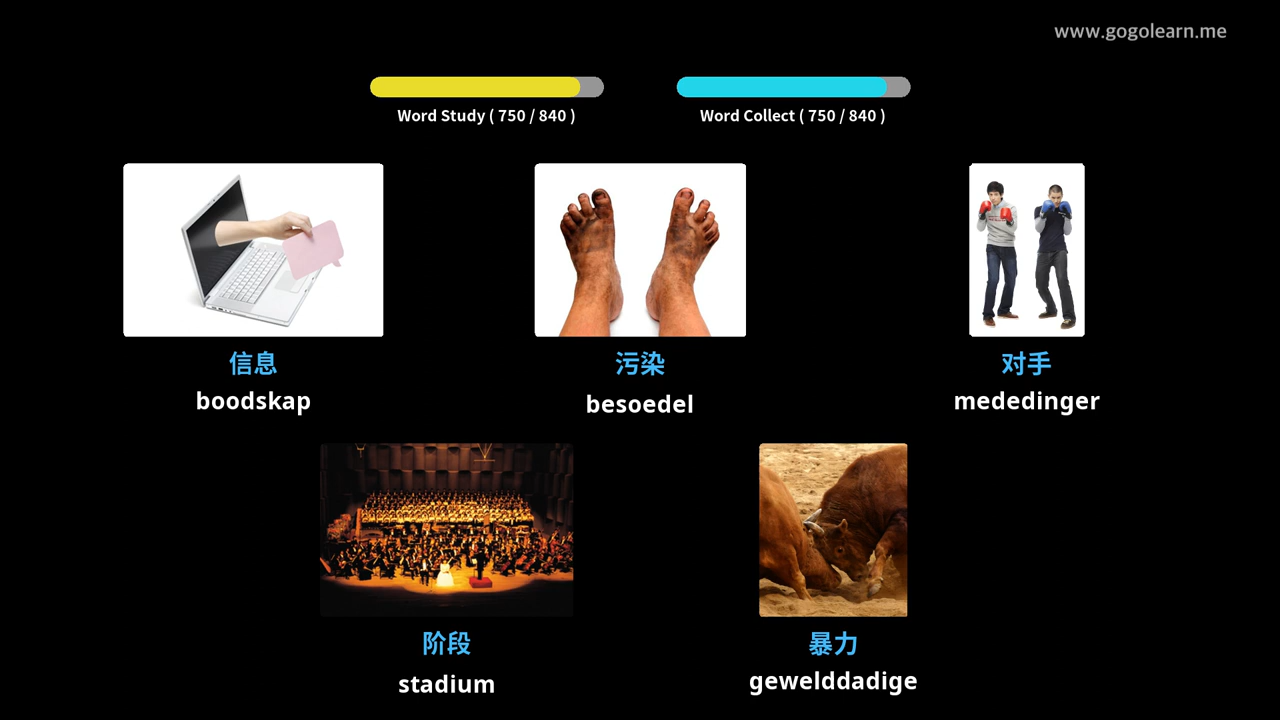 www.gogolearn.me
Word Study ( 750 / 840 )
Word Collect ( 750 / 840 )
信息
boodskap
污染
besoedel
对手
mededinger
阶段
stadium
暴力
gewelddadige